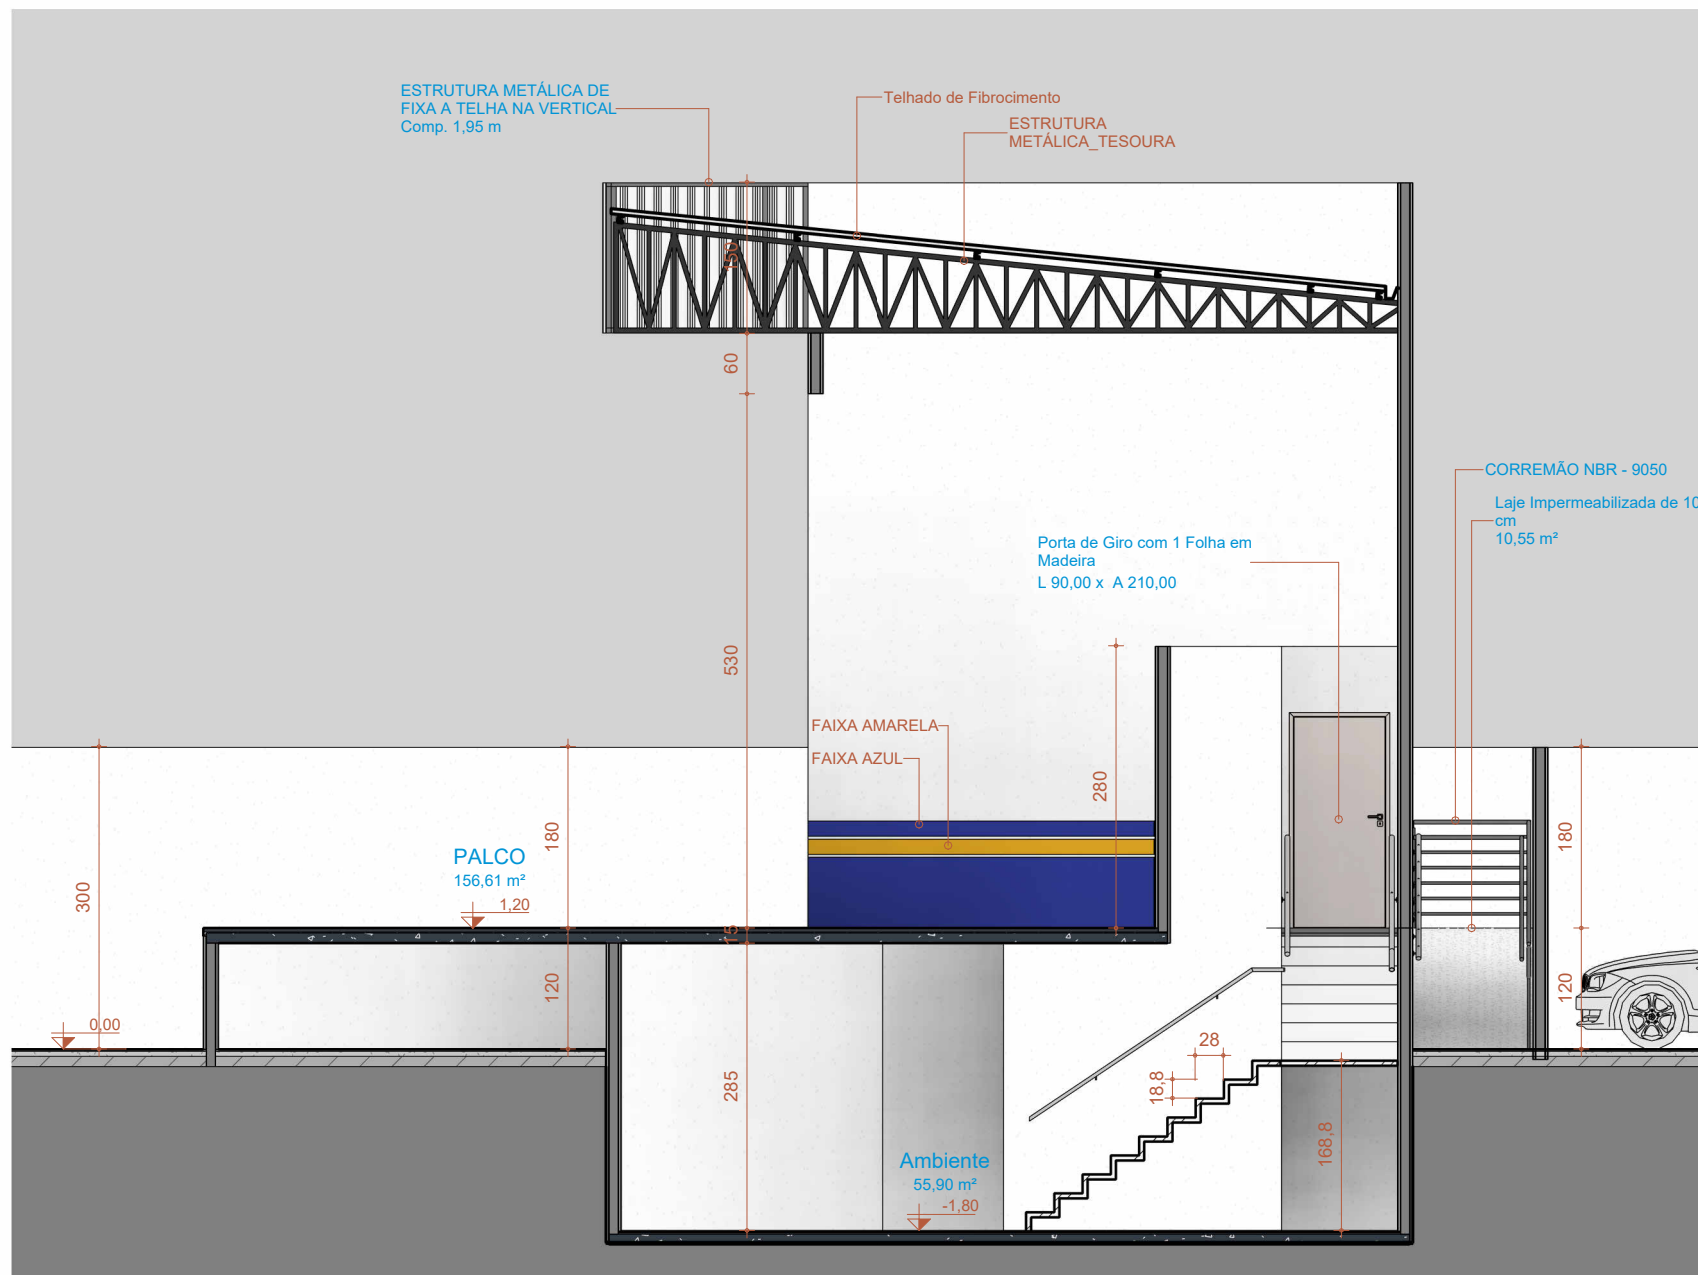 ESTRUTURA METÁLICA DE
FIXA A TELHA NA VERTICAL
Comp. 1,95 m
Telhado de Fibrocimento
ESTRUTURA
METÁLICA_TESOURA
150
60
CORREMÃO NBR - 9050
Laje Impermeabilizada de 10
cm
10,55 m²
Porta de Giro com 1 Folha em
Madeira
L 90,00 x A 210,00
530
FAIXA AMARELA
FAIXA AZUL
280
180
180
PALCO
156,61 m²
1,20
300
15
120
120
0,00
28
18,8
285
168,8
Ambiente
55,90 m²
-1,80